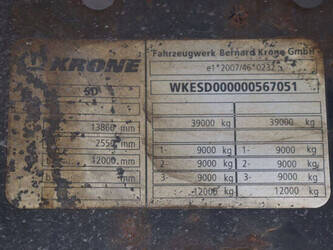 KRONE
Fahrzeugwerk Bernard Krone GmbH
e1*2007/46*0232*
WKESD000000567051
SD
13860 mm
2550 mm
12000 mm
39000 kg 39000 kg
1- 9000 kg 1- 9000 kg
2- 9000 kg 2- 9000 kg
3- 9000 kg 3- 9000 kg
12000 kg 12000 kg